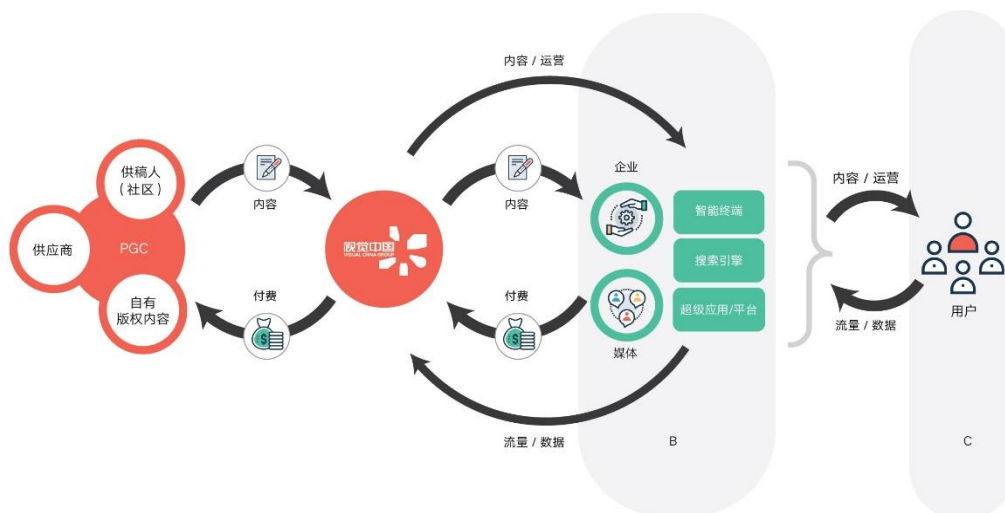 内容 / 运营
供稿人
（社区）
供应商
PGC
自有
版权内容
内容
付费
视觉中国
VISUAL CHINA GROUP
内容
付费
企业
媒体
智能终端
搜索引擎
超级应用/平台
流量 / 数据
B
内容 / 运营
流量 / 数据
用户
C